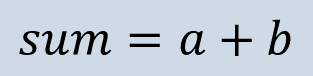 sum = a + b